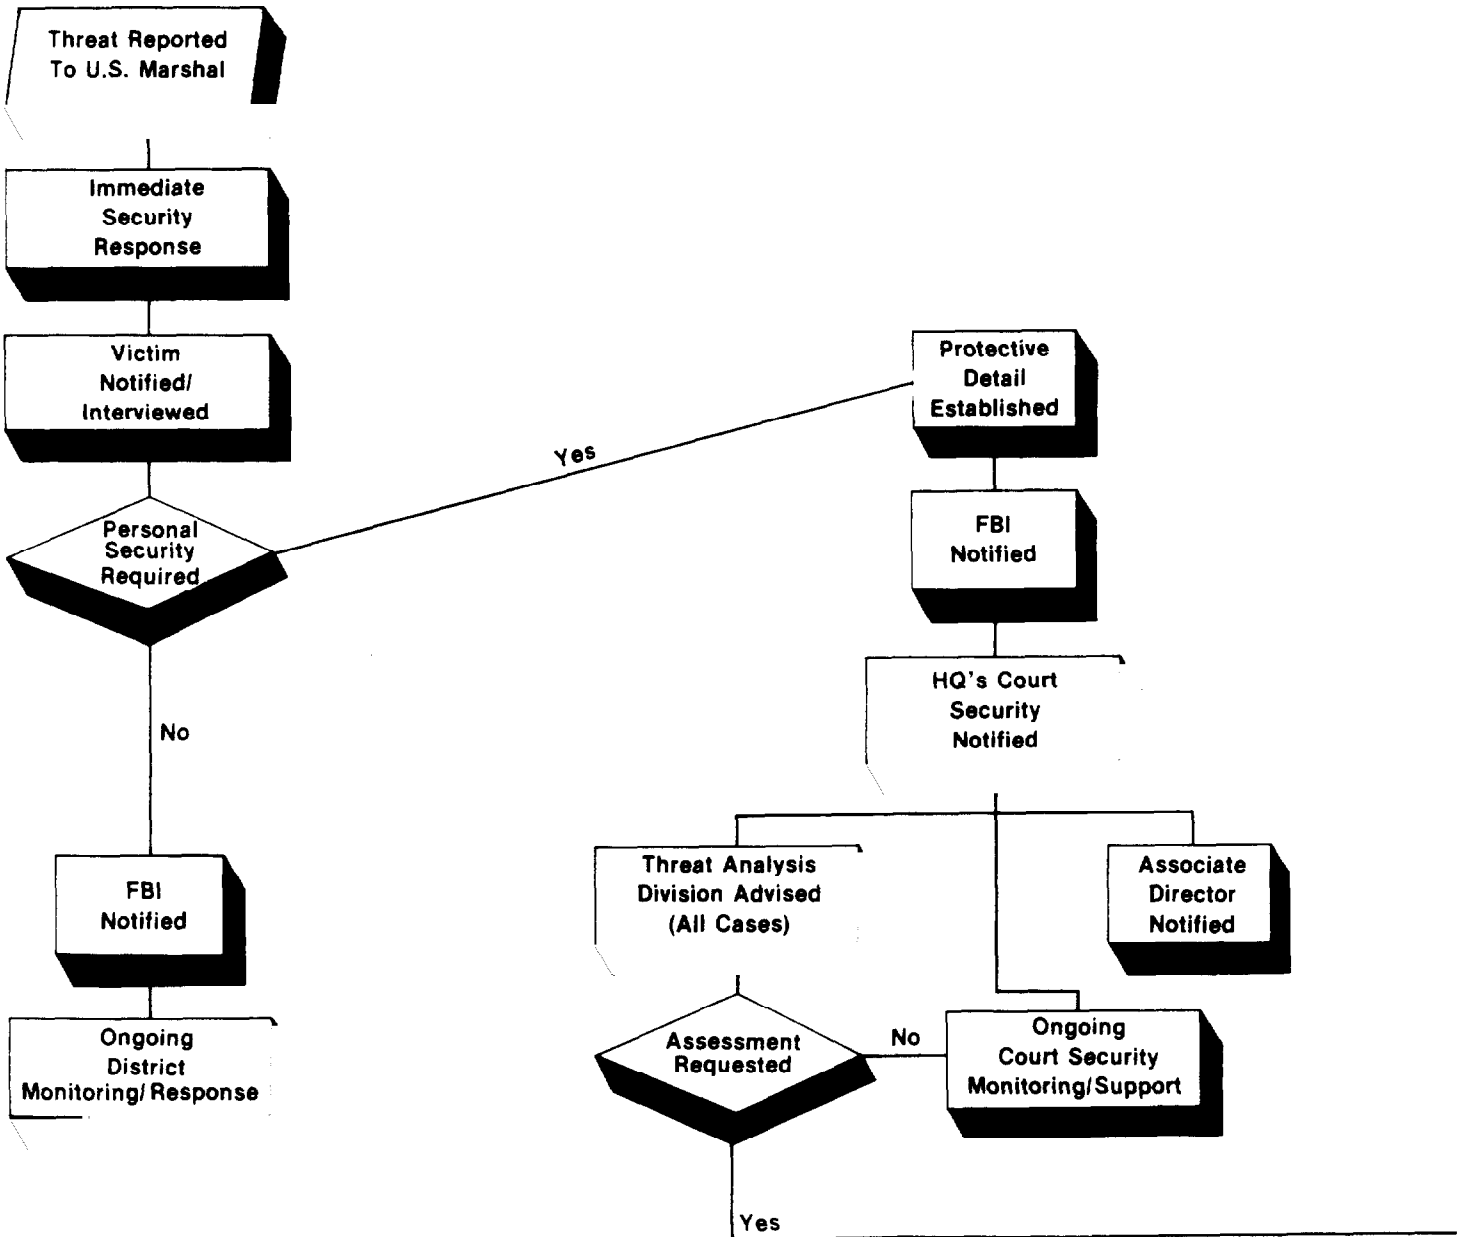 Threat Reported
To U.S. Marshal
Immediate
Security
Response
Victim
Notified/
Interviewed
Personal
Security
Required
Yes
No
FBI
Notified
Ongoing
District
Monitoring/Response
Protective
Detail
Established
FBI
Notified
HQ's Court
Security
Notified
Threat Analysis
Division Advised
(All Cases)
Associate
Director
Notified
Assessment
Requested
No
Ongoing
Court Security
Monitoring/Support
Yes